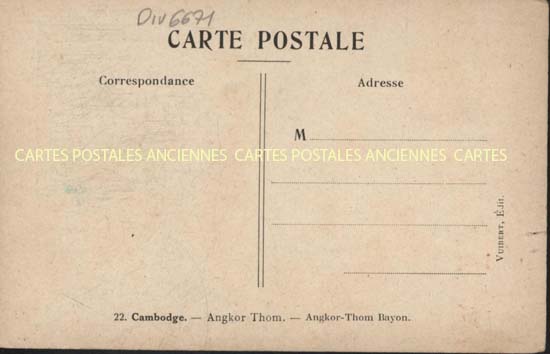 Div6671
CARTE POSTALE
Correspondance
Adresse
M
CARTES POSTALES ANCIENNES CARTES POSTALES ANCIENNES CARTES
VUIBERT, Édit.
22. Cambodge. — Angkor Thom. — Angkor-Thom Bayon.